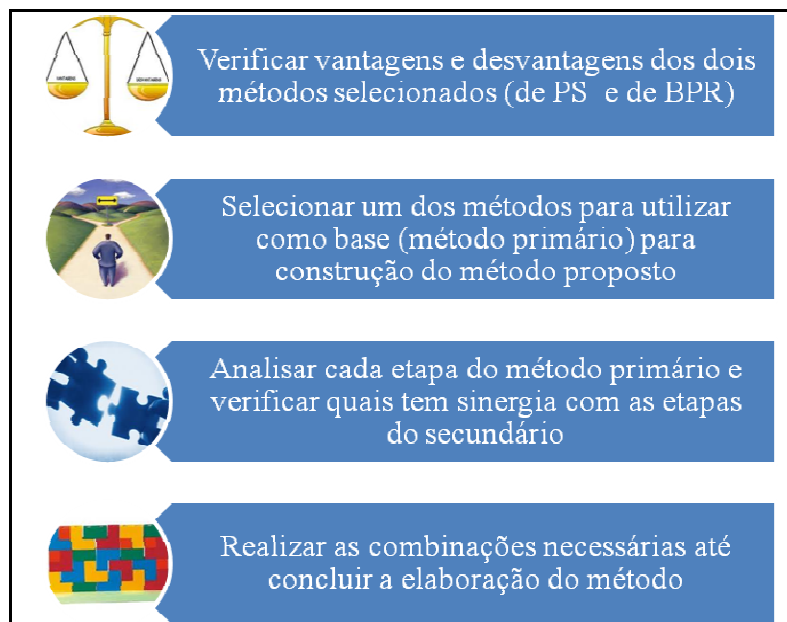 VANTAGENS
DESVANTAGENS
Verificar vantagens e desvantagens dos dois
métodos selecionados (de PS e de BPR)
Selecionar um dos métodos para utilizar
como base (método primário) para
construção do método proposto
Analisar cada etapa do método primário e
verificar quais tem sinergia com as etapas
do secundário
Realizar as combinações necessárias até
concluir a elaboração do método